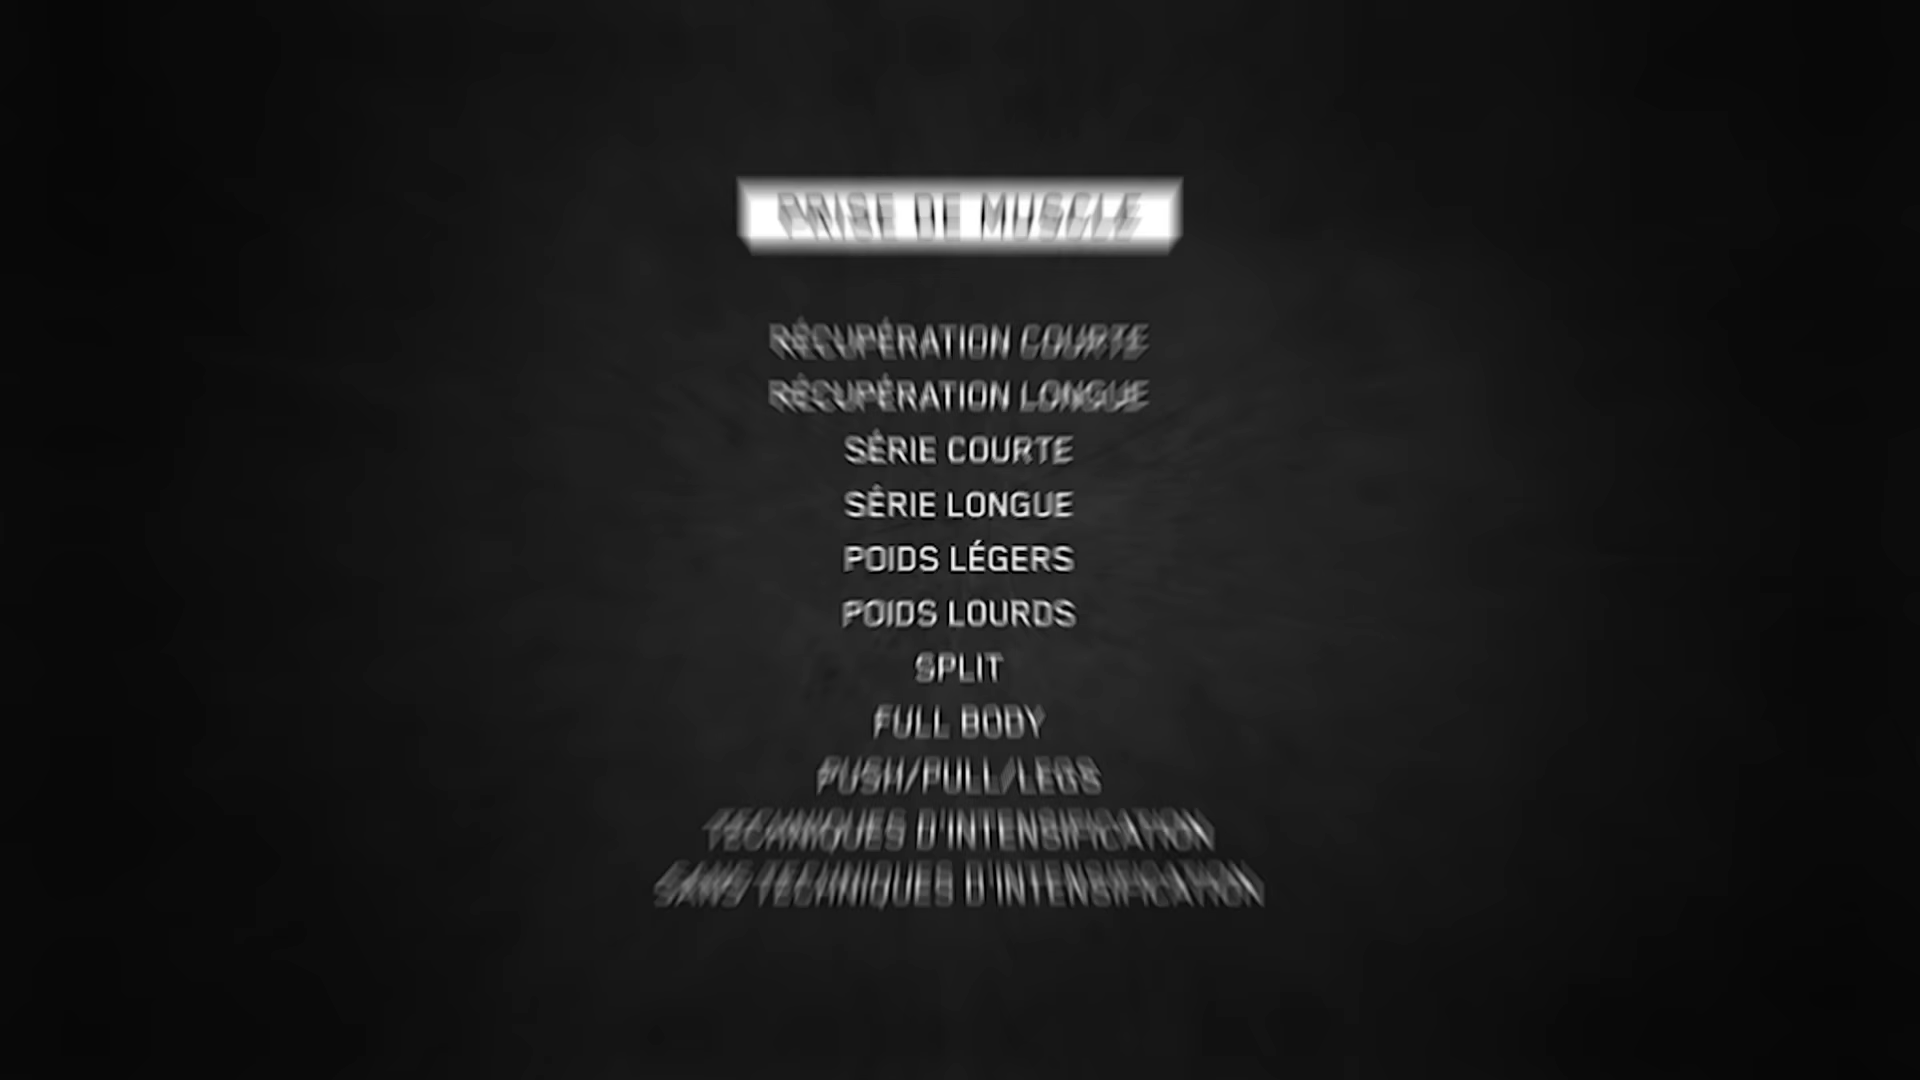 PRISE DE MUSCLE
RÉCUPÉRATION COURTE
RÉCUPÉRATION LONGUE
SÉRIE COURTE
SÉRIE LONGUE
POIDS LÉGERS
POIDS LOURDS
SPLIT
FULL BODY
PUSH/PULL/LEGS
TECHNIQUES D'INTENSIFICATION
SANS TECHNIQUES D'INTENSIFICATION